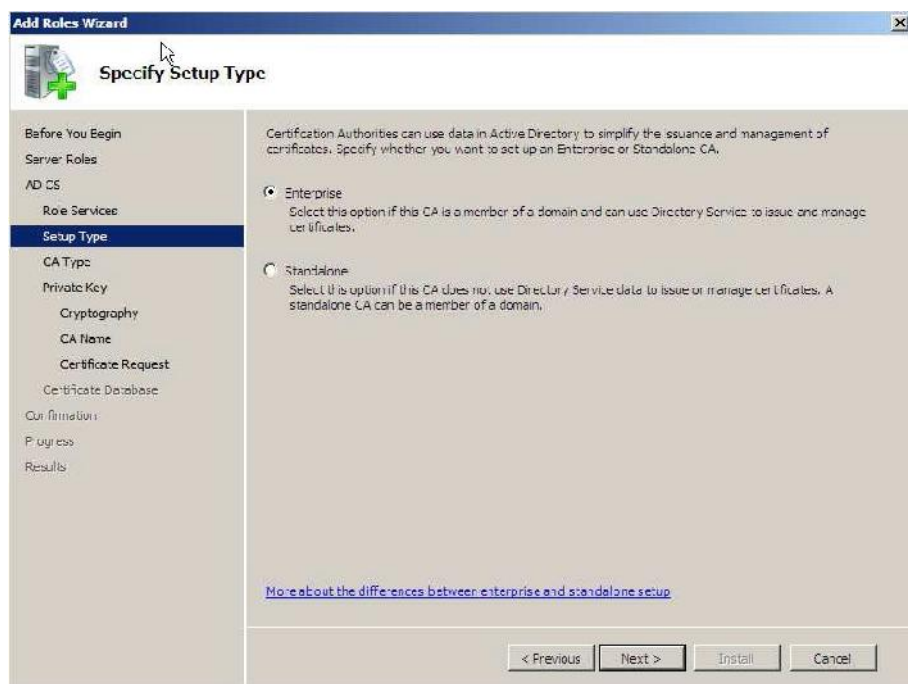 Add Roles Wizard
Specify Setup Type
Before You Begin
Server Roles
AD CS
Role Services
Setup Type
CA Type
Private Key
Cryptography
CA Name
Certificate Request
Certificate Database
Confirmation
Progress
Results
Certification Authorities can use data in Active Directory to simplify the issuance and management of
certificates. Specify whether you want to set up an Enterprise or Standalone CA.
Enterprise
Select this option if this CA is a member of a domain and can use Directory Service to issue and manage
certificates.
Standalone
Select this option if this CA does not use Directory Service data to issue or manage certificates. A
standalone CA can be a member of a domain.
More about the differences between enterprise and standalone setup
< Previous
Next >
Install
Cancel